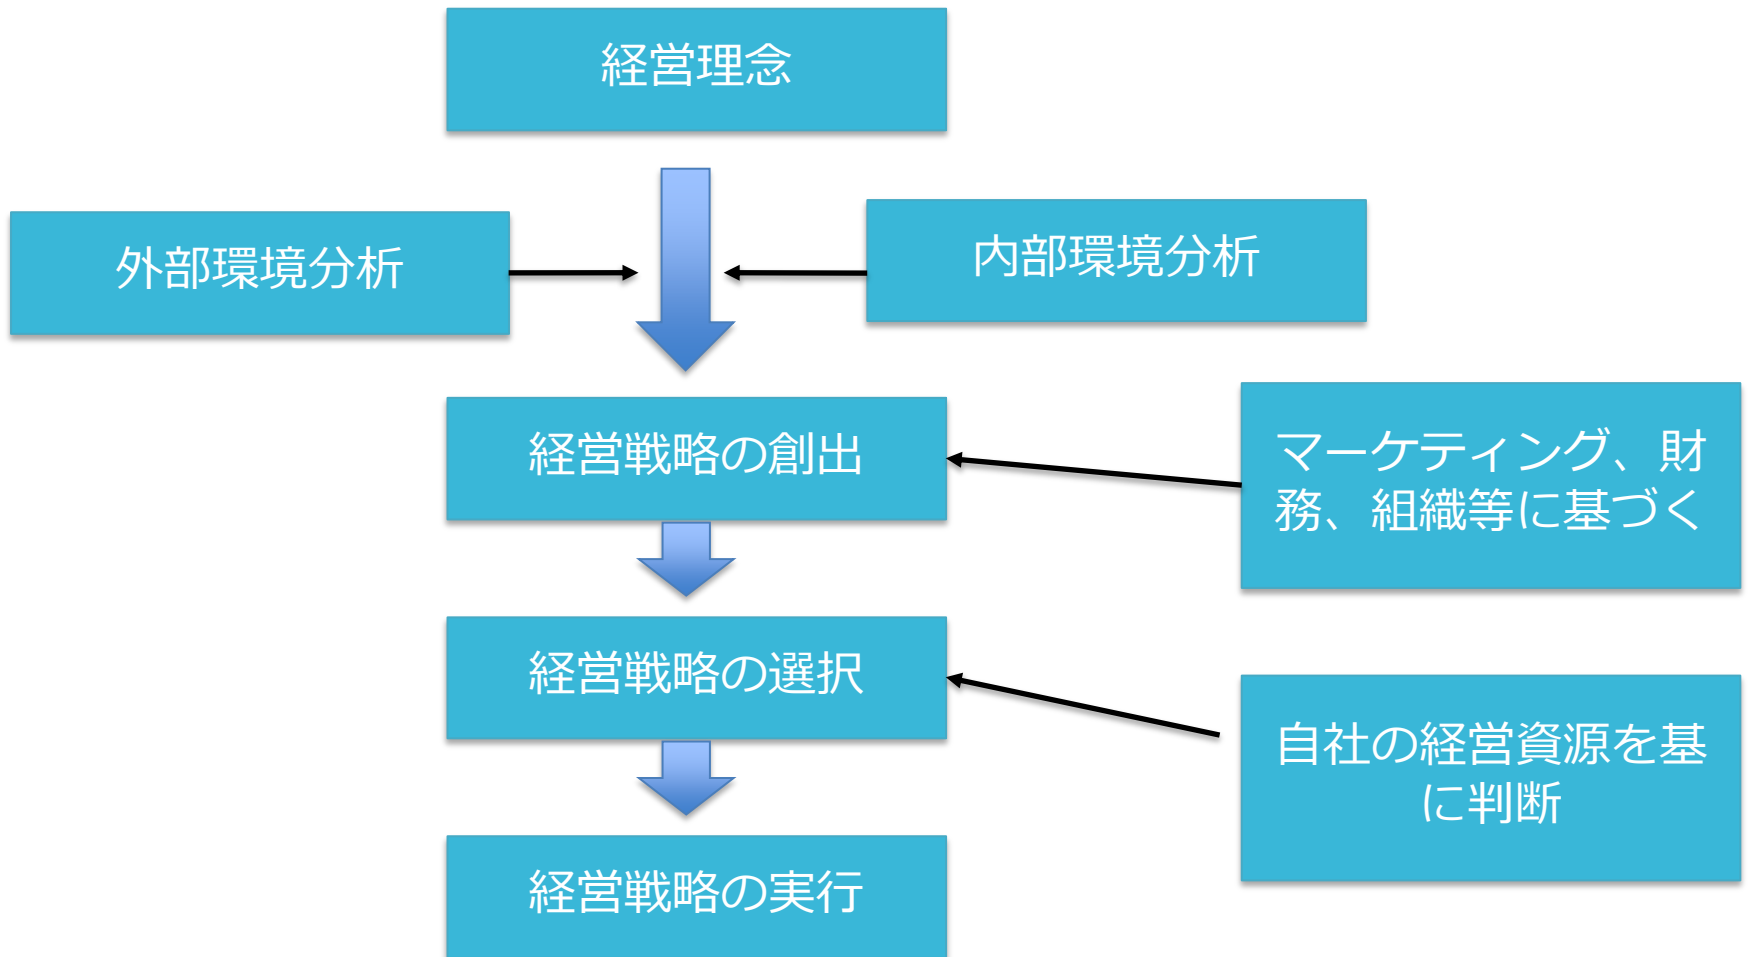 経営理念
外部環境分析
内部環境分析
経営戦略の創出
マーケティング、財
務、組織等に基づく
経営戦略の選択
自社の経営資源を基
に判断
経営戦略の実行